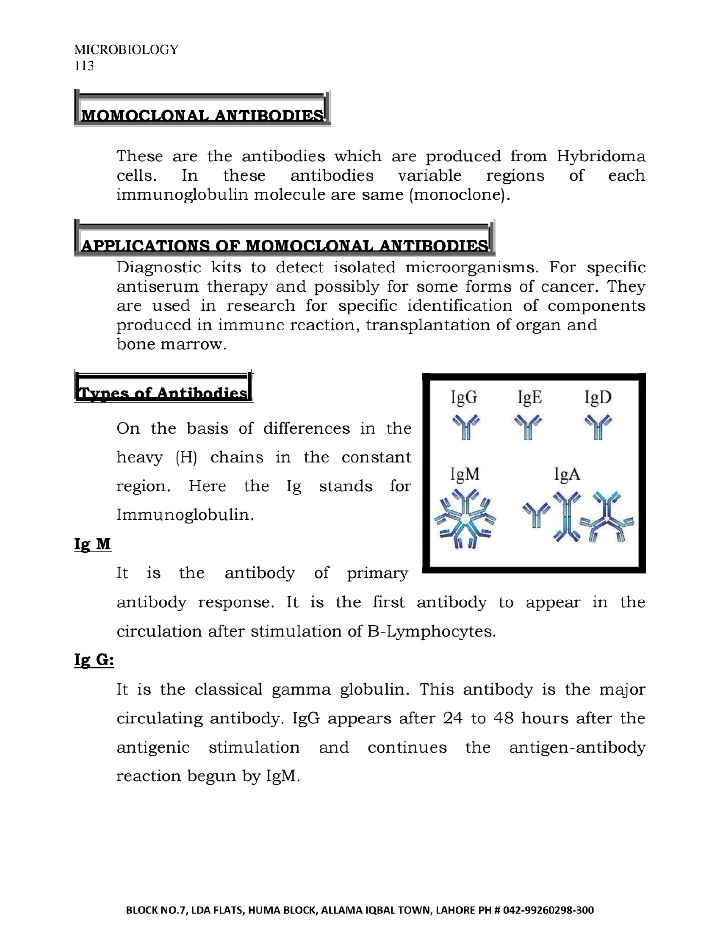 MICROBIOLOGY
113
MOMOCLONAL ANTIBODIES
These are the antibodies which are produced from Hybridoma
cells. In these antibodies variable regions of each
immunoglobulin molecule are same (monoclone).
APPLICATIONS OF MOMOCLONAL ANTIBODIES
Diagnostic kits to detect isolated microorganisms. For specific
antiserum therapy and possibly for some forms of cancer. They
are used in research for specific identification of components
produced in immune reaction, transplantation of organ and
bone marrow.
Types of Antibodies
On the basis of differences in the
heavy (H) chains in the constant
region. Here the Ig stands for
Immunoglobulin.
IgG IgE IgD
IgM IgA
Ig M
It is the antibody of primary
antibody response. It is the first antibody to appear in the
circulation after stimulation of B-Lymphocytes.
Ig G:
It is the classical gamma globulin. This antibody is the major
circulating antibody. IgG appears after 24 to 48 hours after the
antigenic stimulation and continues the antigen-antibody
reaction begun by IgM.
BLOCK NO.7, LDA FLATS, HUMA BLOCK, ALLAMA IQBAL TOWN, LAHORE PH # 042-99260298-300